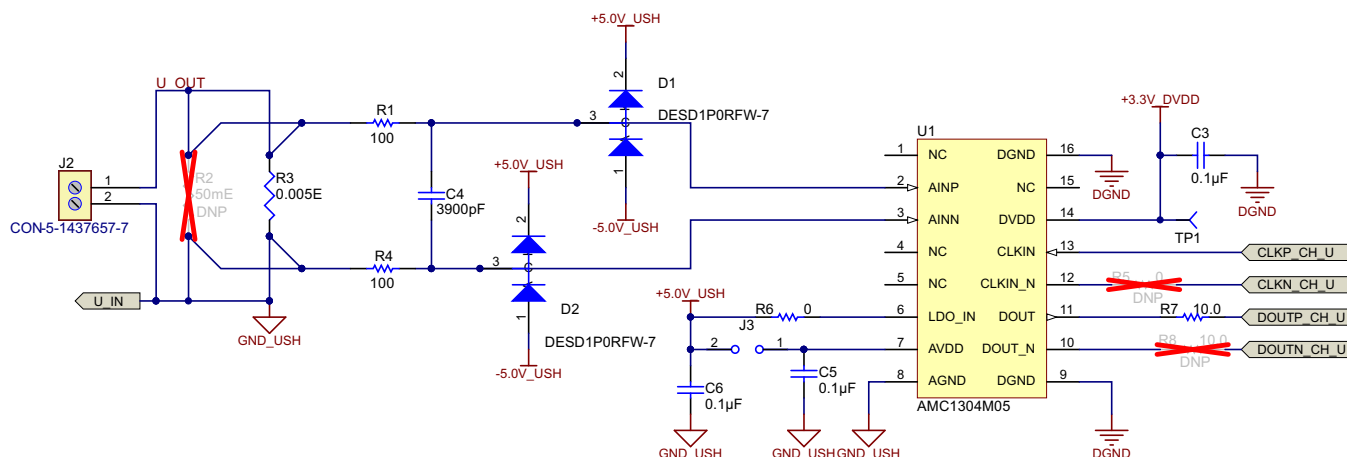 +5.0V_USH
U_OUT
D1
DESD1P0RFW-7
2
3
C
1
-5.0V_USH
R1
100
J2
1
2
CON-5-1437657-7
R2
50mE
DNP
R3
0.005E
C4
3900pF
R4
100
U_IN
GND_USH
+5.0V_USH
2
3
C
1
D2
DESD1P0RFW-7
-5.0V_USH
+5.0V_USH
R6 0
J3
2 1
C6
0.1µF
C5
0.1µF
GND_USH
GND_USH
GND_USH
U1
1 NC DGND 16
2 AINP NC 15
3 AINN DVDD 14
4 NC CLKIN 13
5 NC CLKIN_N 12
6 LDO_IN DOUT 11
7 AVDD DOUT_N 10
8 AGND DGND 9
AMC1304M05
DGND
+3.3V_DVDD
C3
0.1µF
DGND
TP1
CLKP_CH_U
R5 0
DNP
CLKN_CH_U
R7 10.0
DOUTP_CH_U
R8 10.0
DNP
DOUTN_CH_U
DGND